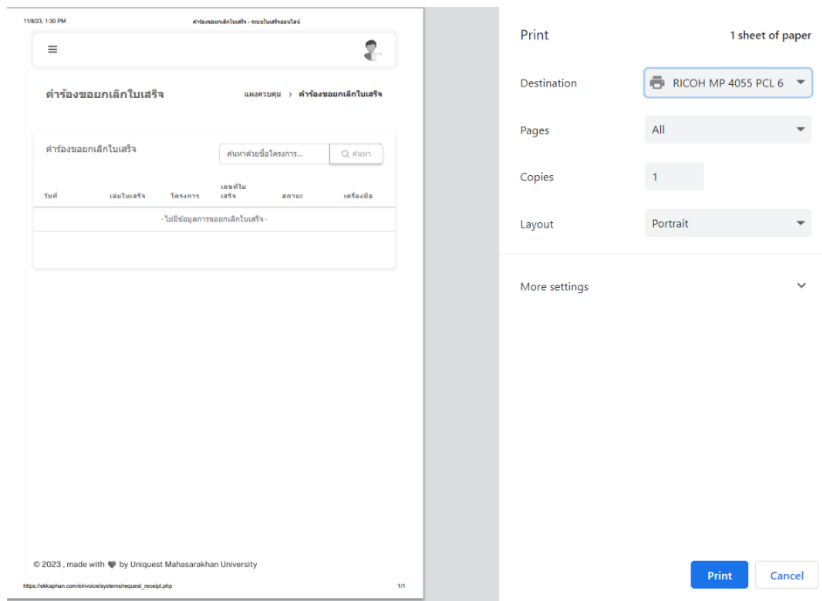 11/8/23, 1:30 PM
คำร้องขอยกเลิกใบเสร็จ - ระบบใบเสร็จออนไลน์
คำร้องขอยกเลิกใบเสร็จ
แผงควบคุม > คำร้องขอยกเลิกใบเสร็จ
คำร้องขอยกเลิกใบเสร็จ
ค้นหาด้วยชื่อโครงการ...
ค้นหา
วันที่ เล่มใบเสร็จ โครงการ เลขที่ใบเสร็จ สถานะ เครื่องมือ
-ไม่มีข้อมูลการขอยกเลิกใบเสร็จ-
© 2023 , made with 🖤 by Uniquest Mahasarakhan University
https://ekkaphan.com/einvoice/systems/request_receipt.php
1/1
Print
1 sheet of paper
Destination
RICOH MP 4055 PCL 6
Pages
All
Copies
1
Layout
Portrait
More settings
Print
Cancel